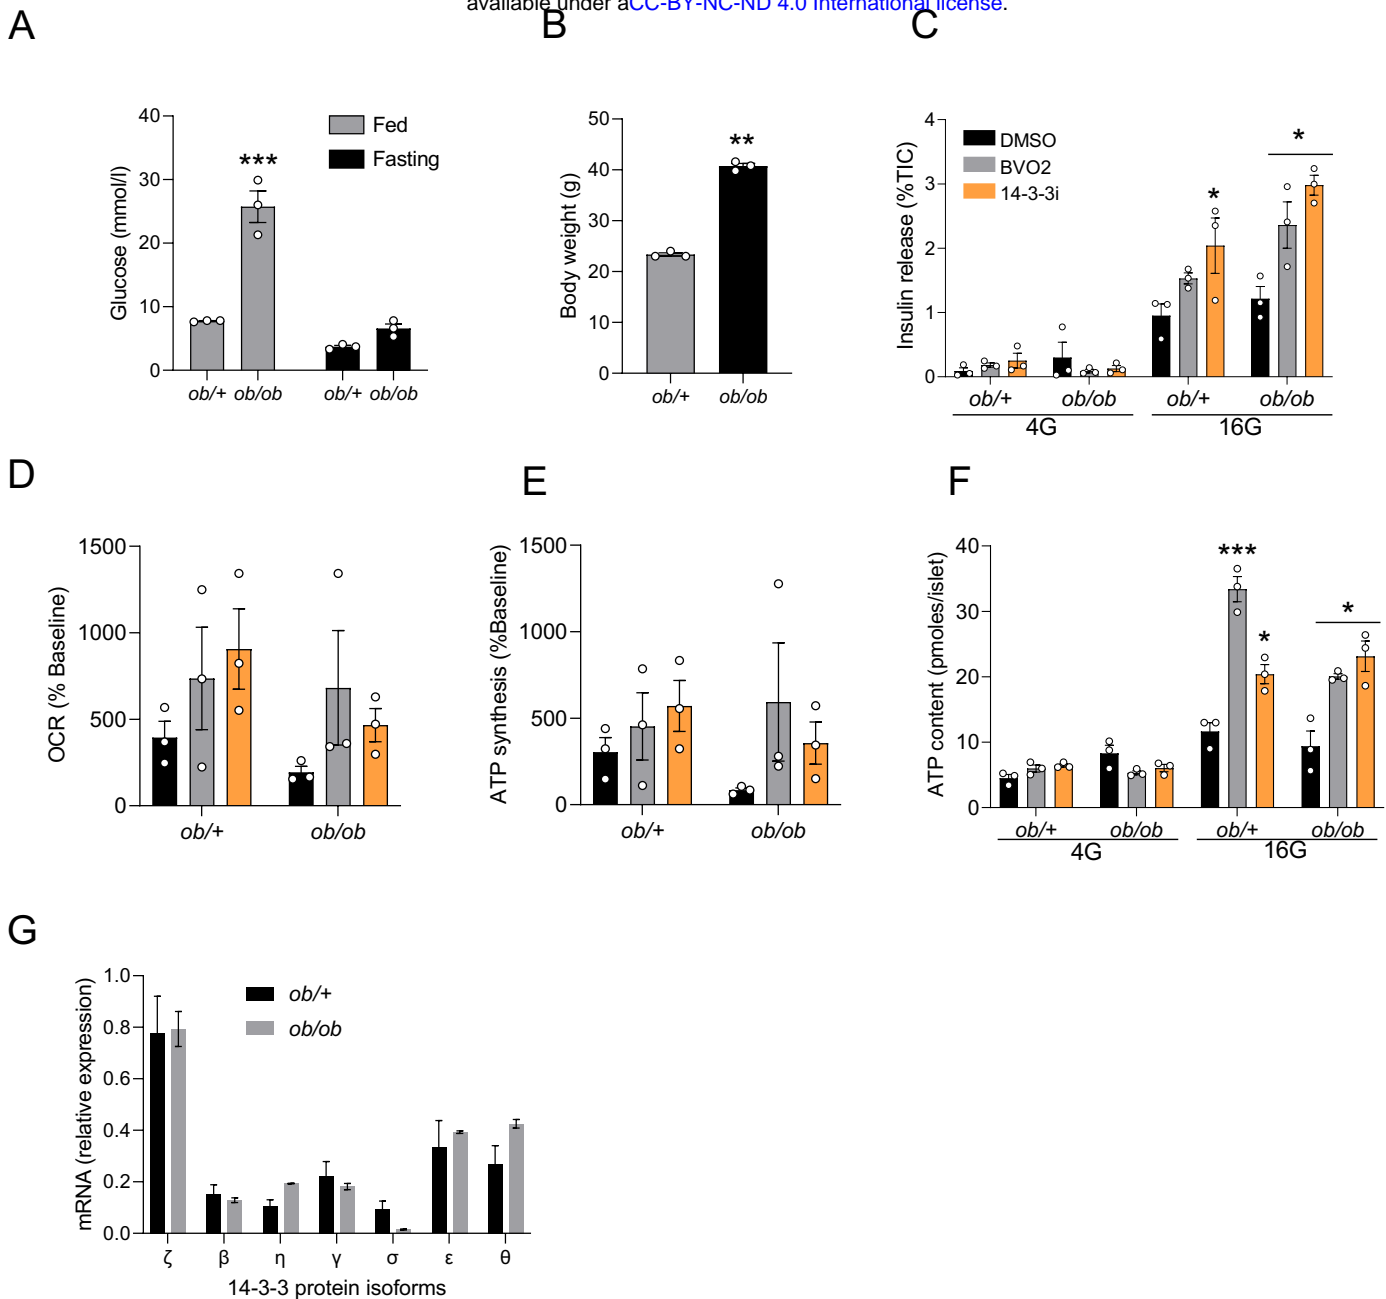 available under aCC-BY-NC-ND 4.0 International license.
A
B
C
Glucose (mmol/l)
40
30
20
10
0
***
Fed
Fasting
ob/+ ob/ob ob/+ ob/ob
Body weight (g)
50
40
30
20
10
0
**
ob/+ ob/ob
Insulin release (%TIC)
4
3
2
1
0
DMSO
BVO2
14-3-3i
*
*
ob/+ ob/ob ob/+ ob/ob
4G 16G
D
E
F
OCR (% Baseline)
1500
1000
500
0
ob/+ ob/ob
ATP synthesis (%Baseline)
1500
1000
500
0
ob/+ ob/ob
ATP content (pmoles/islet)
40
30
20
10
0
***
*
*
ob/+ ob/ob ob/+ ob/ob
4G 16G
G
mRNA (relative expression)
1.0
0.8
0.6
0.4
0.2
0.0
ob/+
ob/ob
ζ β η γ σ ε θ
14-3-3 protein isoforms